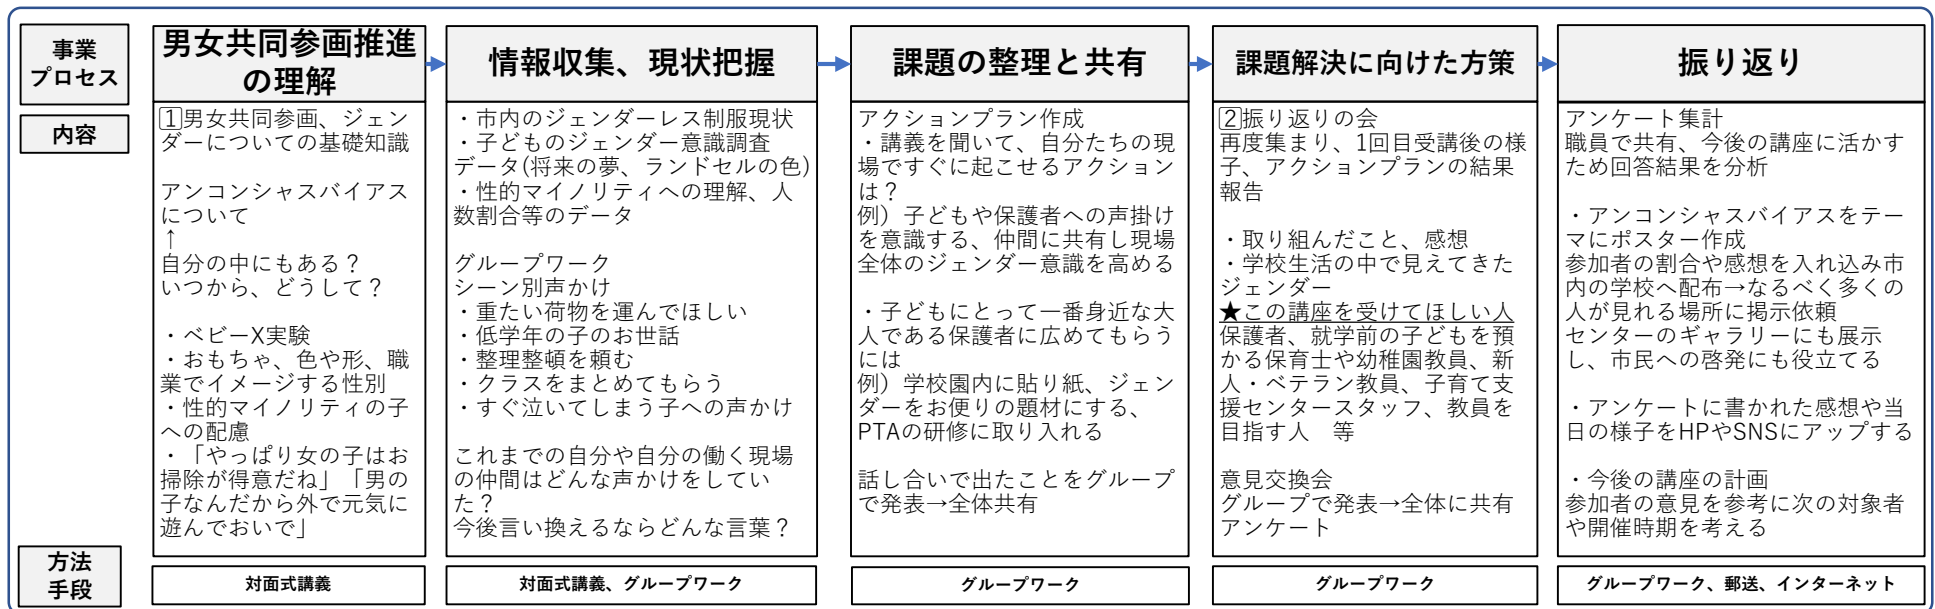 事業
プロセス
男女共同参画推進
の理解
情報収集、現状把握
課題の整理と共有
課題解決に向けた方策
振り返り
内容
1男女共同参画、ジェン
ダーについての基礎知識
アンコンシャスバイアス
について
↑
自分の中にもある？
いつから、どうして？
・ベビーX実験
・おもちゃ、色や形、職
業でイメージする性別
・性的マイノリティの子
への配慮
・「やっぱり女の子はお
掃除が得意だね」「男の
子なんだから外で元気に
遊んでおいで」
・市内のジェンダーレス制服現状
・子どものジェンダー意識調査
データ(将来の夢、ランドセルの色)
・性的マイノリティへの理解、人
数割合等のデータ
グループワーク
シーン別声かけ
・重たい荷物を運んでほしい
・低学年の子のお世話
・整理整頓を頼む
・クラスをまとめてもらう
・すぐ泣いてしまう子への声かけ
これまでの自分や自分の働く現場
の仲間はどんな声かけをしてい
た？
今後言い換えるならどんな言葉？
アクションプラン作成
・講義を聞いて、自分たちの現
場ですぐに起こせるアクション
は？
例）子どもや保護者への声掛け
を意識する、仲間に共有し現場
全体のジェンダー意識を高める
・子どもにとって一番身近な大
人である保護者に広めてもらう
には
例）学校園内に貼り紙、ジェン
ダーをお便りの題材にする、
PTAの研修に取り入れる
話し合いで出たことをグループ
で発表→全体共有
2振り返りの会
再度集まり、1回目受講後の様
子、アクションプランの結果
報告
・取り組んだこと、感想
・学校生活の中で見えてきた
ジェンダー
★この講座を受けてほしい人
保護者、就学前の子どもを預
かる保育士や幼稚園教員、新
人・ベテラン教員、子育て支
援センタースタッフ、教員を
目指す人　等
意見交換会
グループで発表→全体に共有
アンケート
アンケート集計
職員で共有、今後の講座に活かす
ため回答結果を分析
・アンコンシャスバイアスをテー
マにポスター作成
参加者の割合や感想を入れ込み市
内の学校へ配布→なるべく多くの
人が見れる場所に掲示依頼
センターのギャラリーにも展示
し、市民への啓発にも役立てる
・アンケートに書かれた感想や当
日の様子をHPやSNSにアップする
・今後の講座の計画
参加者の意見を参考に次の対象者
や開催時期を考える
方法
手段
対面式講義
対面式講義、グループワーク
グループワーク
グループワーク
グループワーク、郵送、インターネット